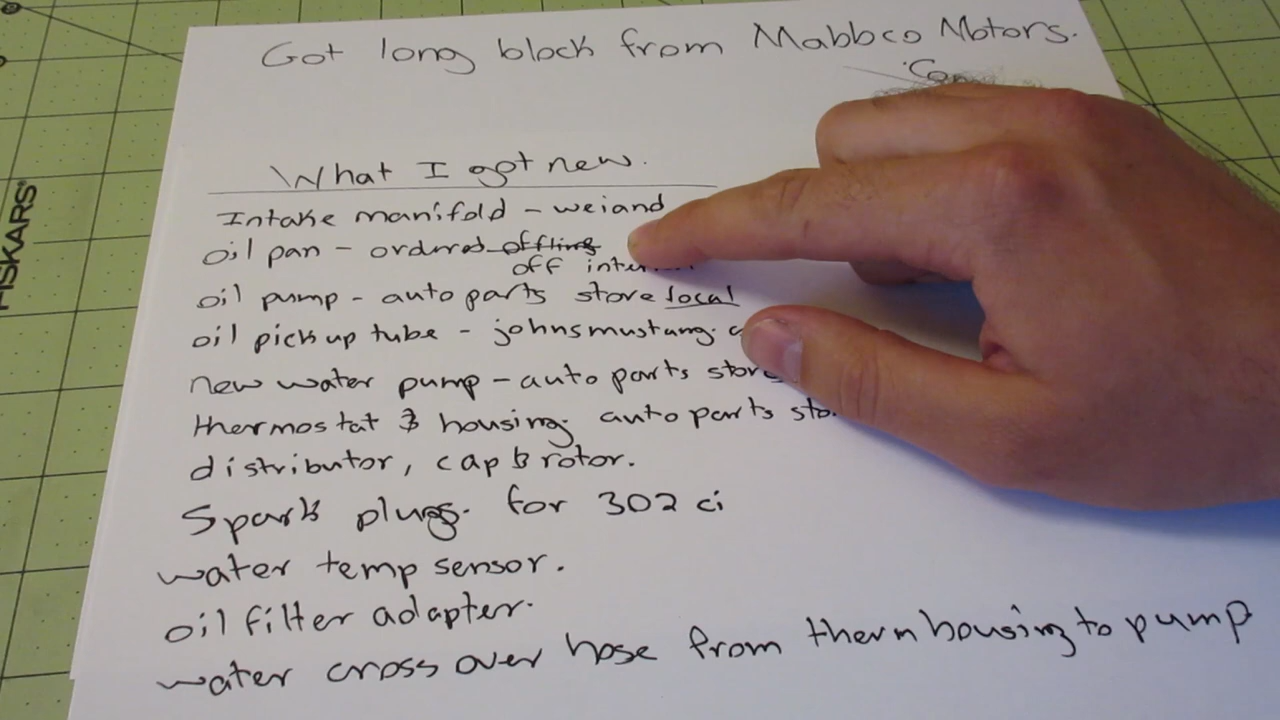 Got long block from Mabbco Motors.
.Com
What I got new.
Intake manifold - weiand
oil pan - ordered offline
off
oil pump - auto parts store local
oil pick up tube - johnsmustang.
new water pump - auto parts store
thermostat & housing. auto parts
distributor, cap & rotor.
Spark plugs. for 302 ci
water temp sensor.
oil filter adapter.
water cross over hose from therm housing to pump
FISKARS